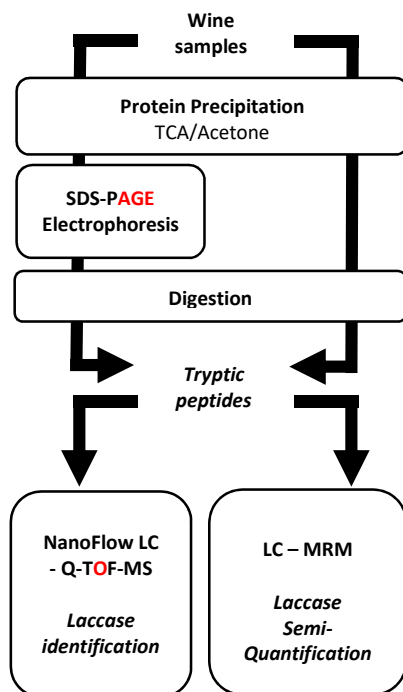 Wine
samples
Protein Precipitation
TCA/Acetone
SDS-PAGE
Electrophoresis
Digestion
Tryptic
peptides
NanoFlow LC
- Q-TOF-MS
Laccase
identification
LC – MRM
Laccase
Semi-
Quantification